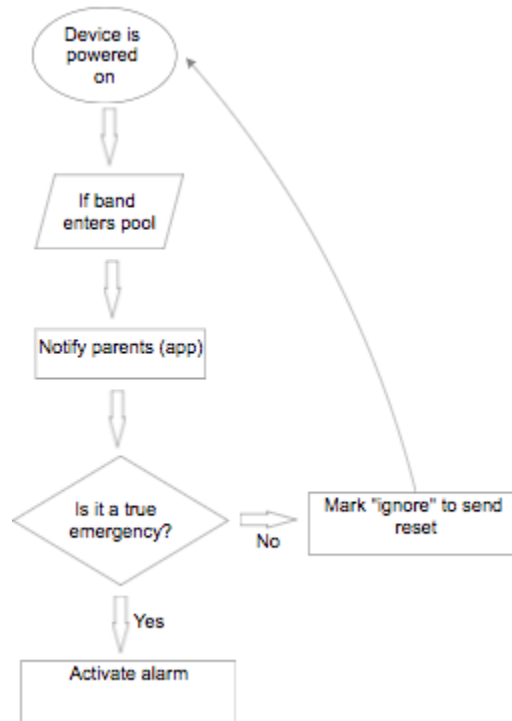 Device is
powered
on
If band
enters pool
Notify parents (app)
Is it a true
emergency?
No
Mark "ignore" to send
reset
Yes
Activate alarm